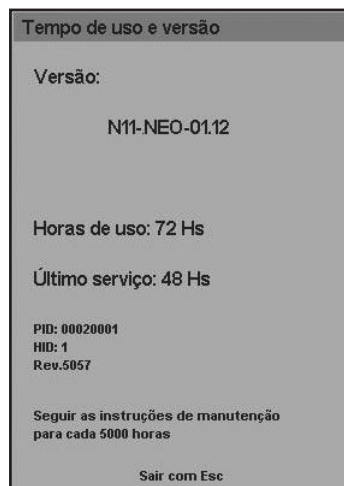 Tempo de uso e versão
Versão:
N11-NEO-01.12
Horas de uso: 72 Hs
Último serviço: 48 Hs
PID: 00020001
HID: 1
Rev.5057
Seguir as instruções de manutenção
para cada 5000 horas
Sair com Esc